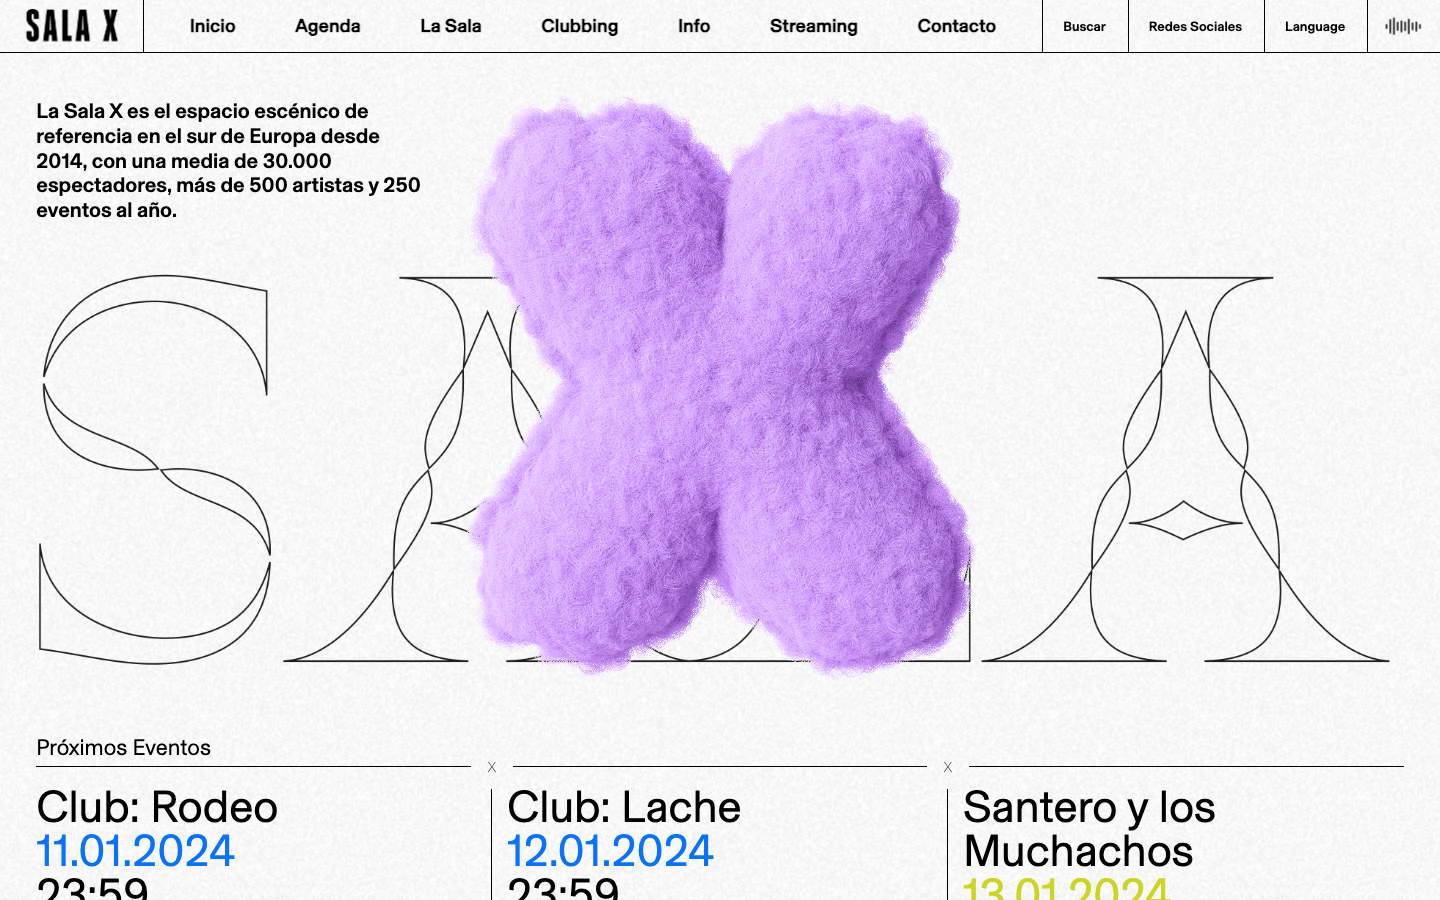 SALA X
Inicio
Agenda
La Sala
Clubbing
Info
Streaming
Contacto
Buscar
Redes Sociales
Language
La Sala X es el espacio escénico de
referencia en el sur de Europa desde
2014, con una media de 30.000
espectadores, más de 500 artistas y 250
eventos al año.
SALA
X
Próximos Eventos
X
X
Club: Rodeo
11.01.2024
23:59
Club: Lache
12.01.2024
23:59
Santero y los
Muchachos
13.01.2024